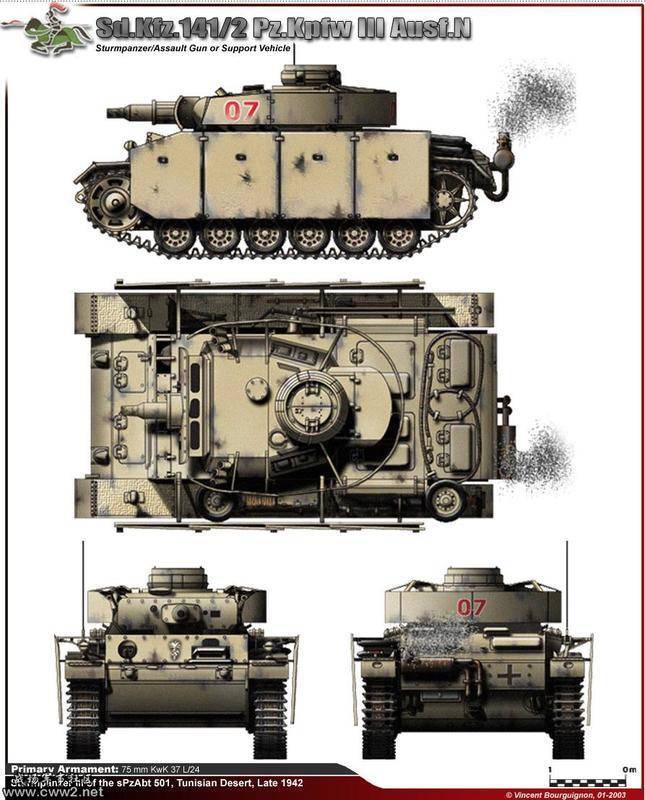 Sd.Kfz.141/2 Pz.Kpfw III Ausf.N
Sturmpanzer/Assault Gun or Support Vehicle
07
07
Primary Armament: 75 mm KwK 37 L/24
1 0m
of the sPzAbt 501, Tunisian Desert, Late 1942
www.cww2.net
© Vincent Bourguignon, 01-2003